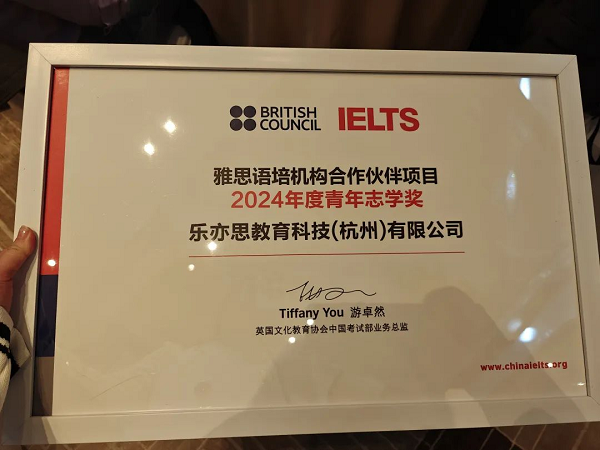 BRITISH
COUNCIL
IELTS
雅思语培机构合作伙伴项目
2024年度青年志学奖
乐亦思教育科技(杭州)有限公司
Tiffany You 游卓然
英国文化教育协会中国考试部业务总监
www.chinaielts.org